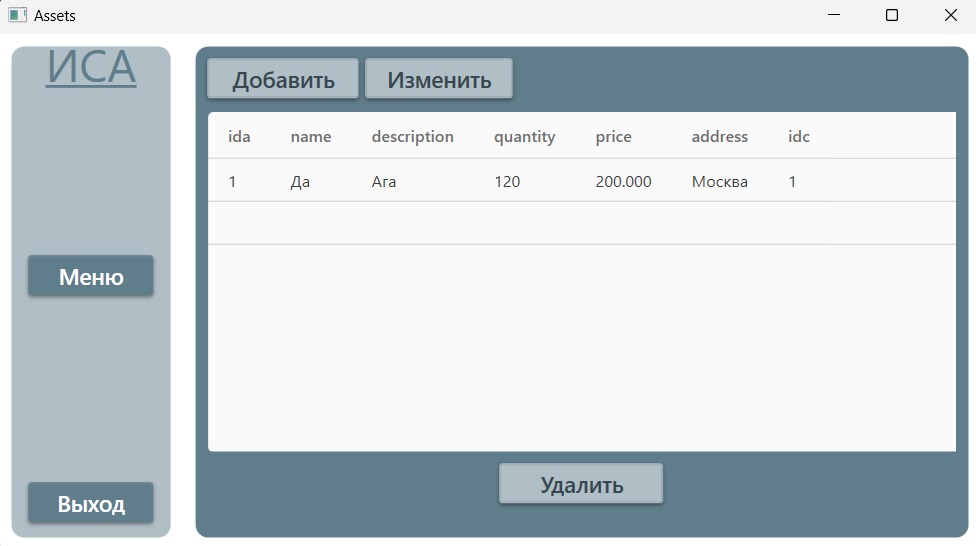 Assets
ИСА
Добавить Изменить
ida name description quantity price address idc
1 Да Ага 120 200.000 Москва 1
Меню
Удалить
Выход